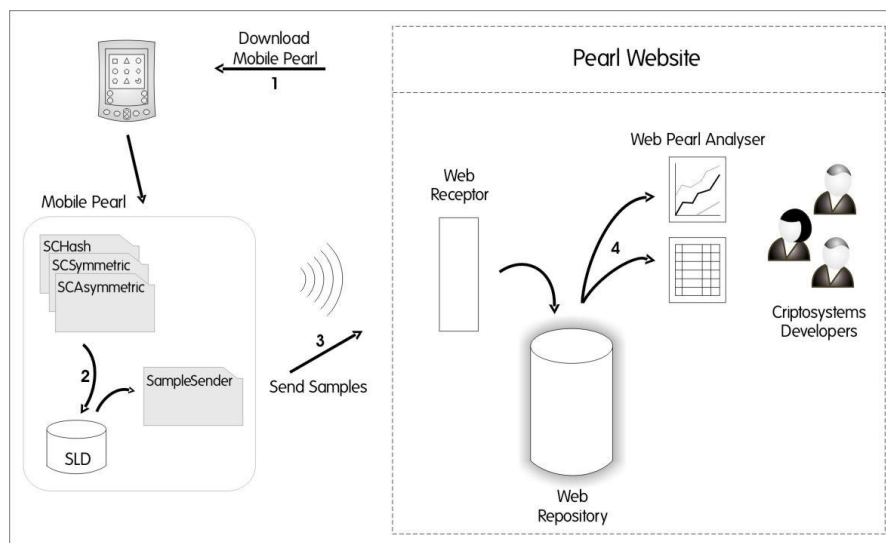 Download
Mobile Pearl
1
Pearl Website
Web Pearl Analyser
Web
Receptor
Mobile Pearl
SCHash
SCSymmetric
SCAsymmetric
4
3
Criptosystems
Developers
2
SampleSender
Send Samples
SLD
Web
Repository